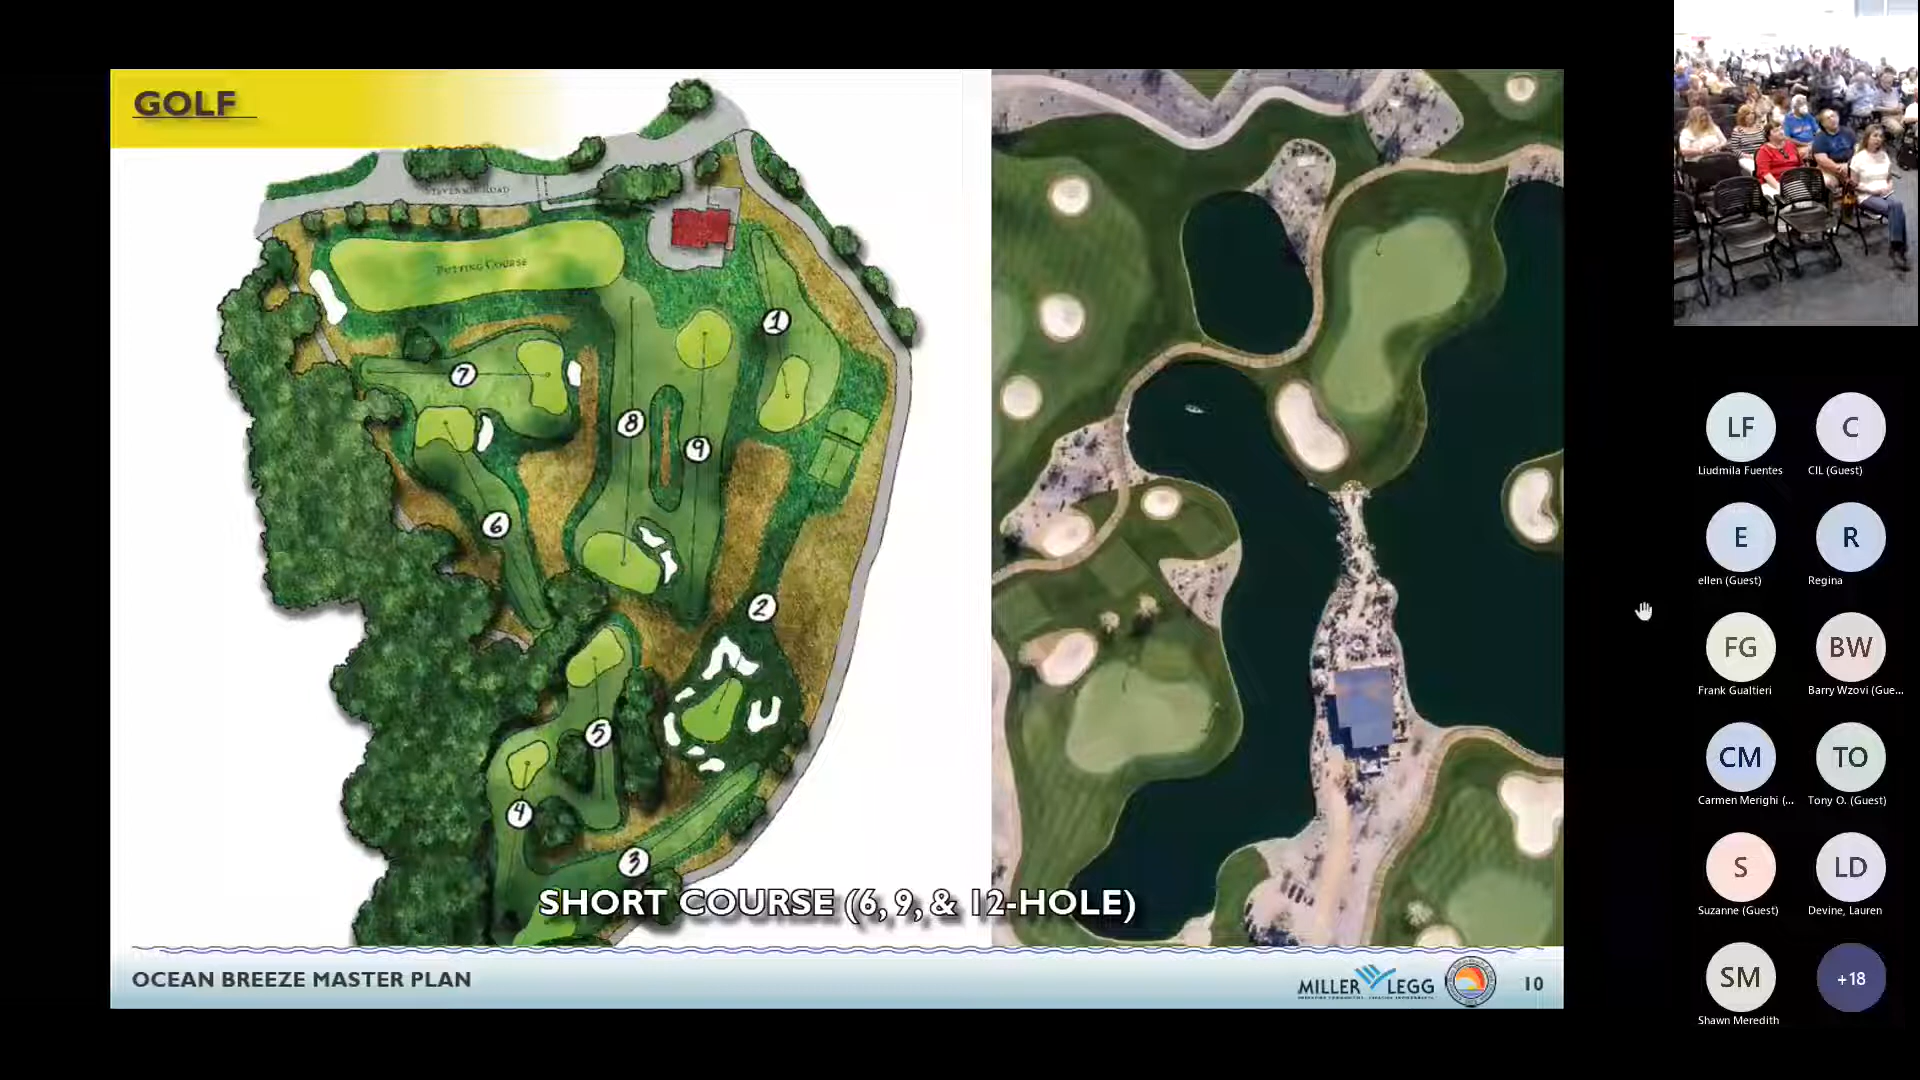 GOLF
STEVENSON ROAD
PUTTING COURSE
1
7
8
9
6
2
5
4
3
SHORT COURSE (6, 9, & 12-HOLE)
OCEAN BREEZE MASTER PLAN
MILLER LEGG
10
LF
Liudmila Fuentes
C
CIL (Guest)
E
ellen (Guest)
R
Regina
FG
Frank Gualtieri
BW
Barry Wzovi (Gue...
CM
Carmen Merighi (...
TO
Tony O. (Guest)
S
Suzanne (Guest)
LD
Devine, Lauren
SM
Shawn Meredith
+18